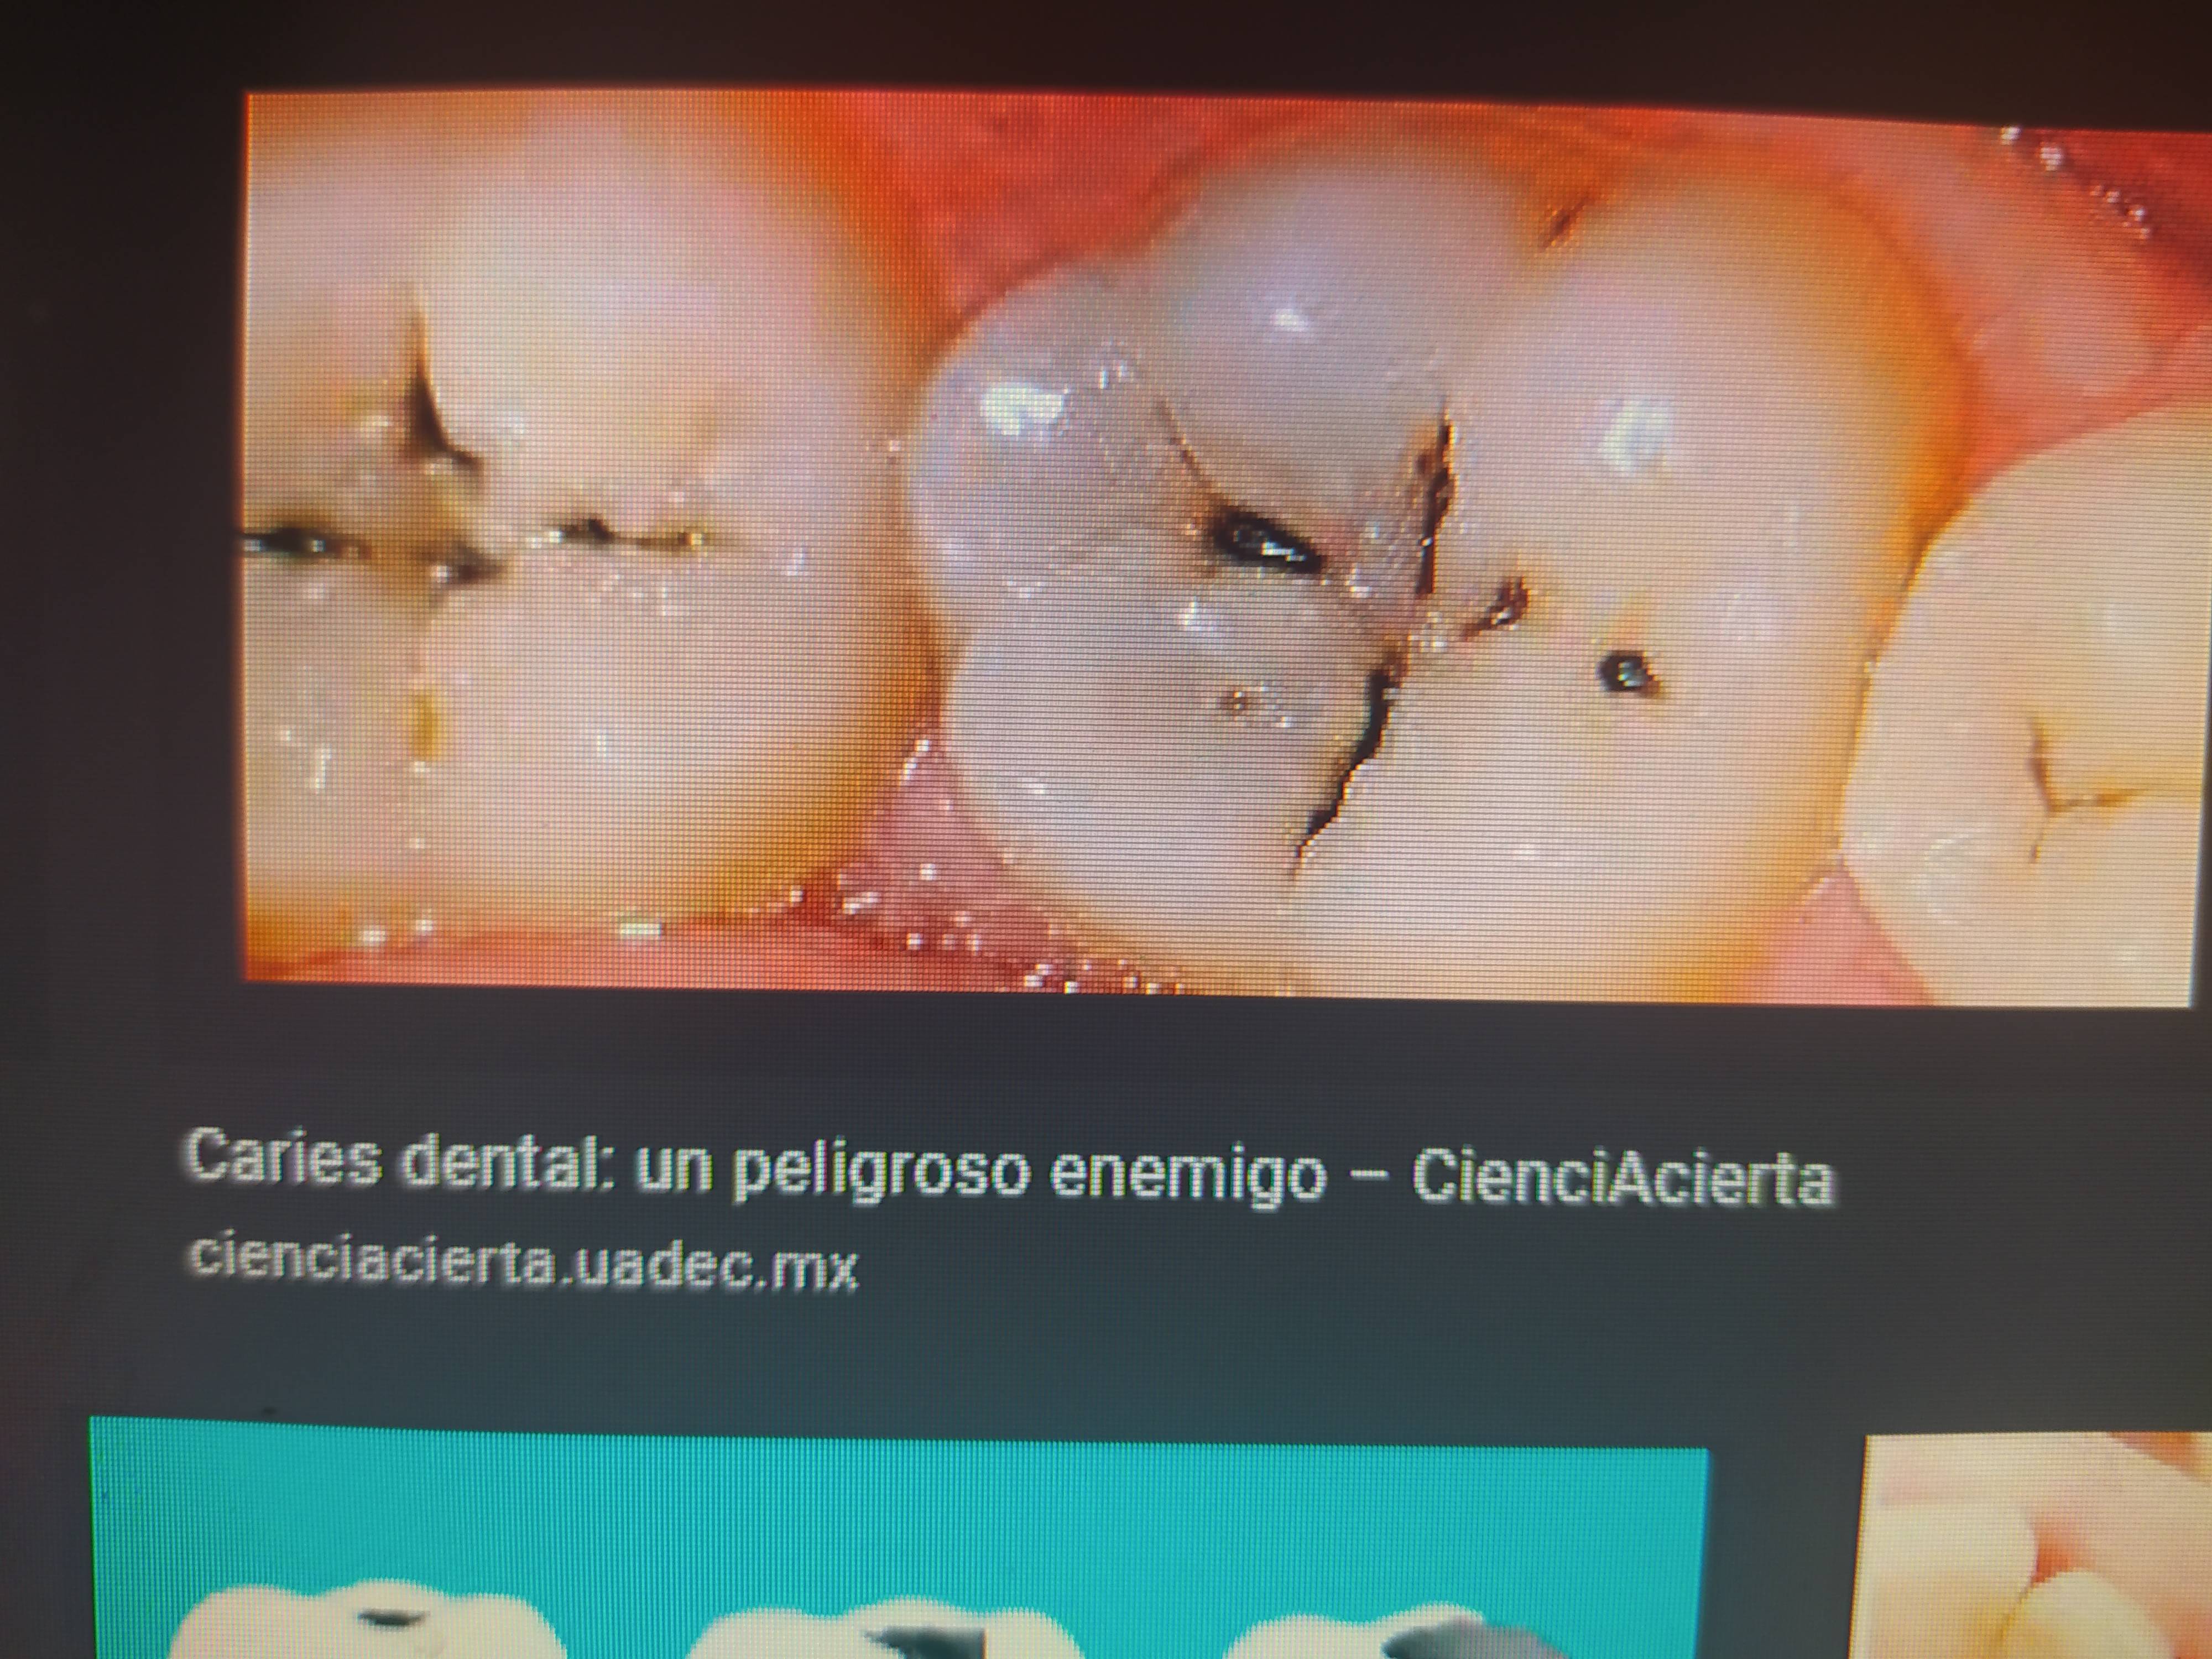 Caries dental: un peligroso enemigo – CienciAcierta
cienciacierta.uadec.mx